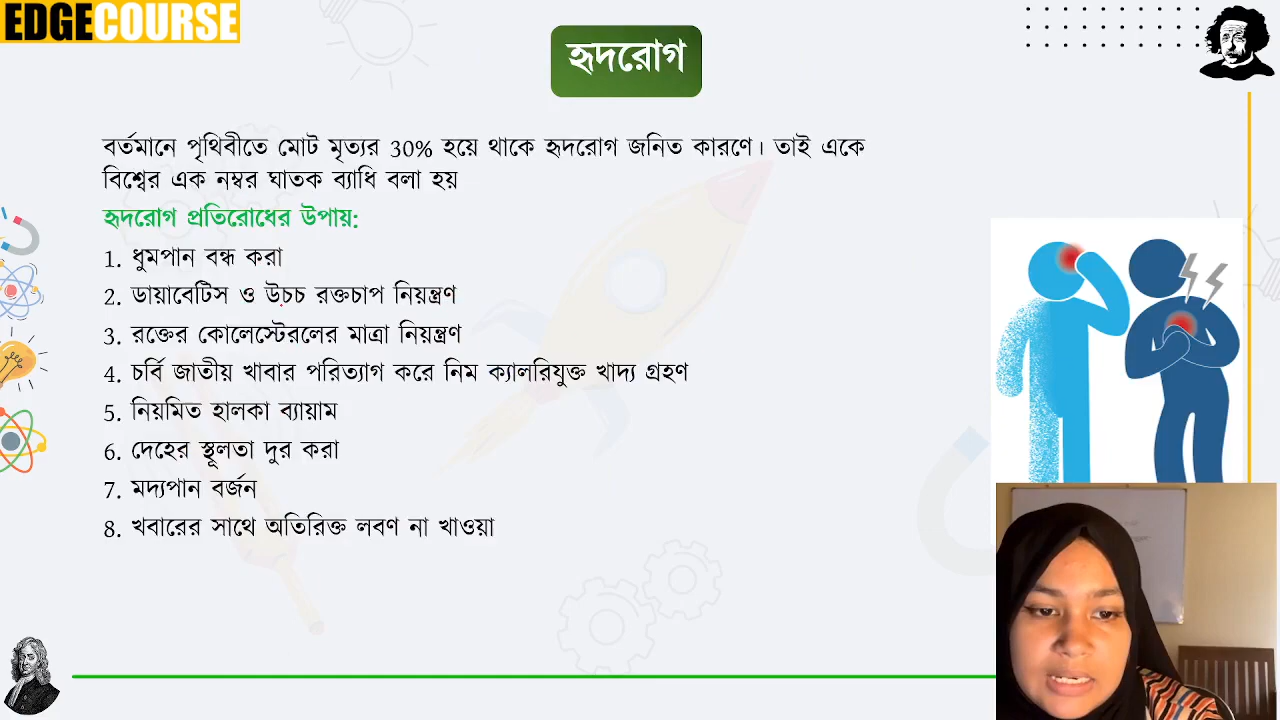 EDGECOURSE
হৃদরোগ
বর্তমানে পৃথিবীতে মোট মৃত্যর 30% হয়ে থাকে হৃদরোগ জনিত কারণে। তাই একে
বিশ্বের এক নম্বর ঘাতক ব্যাধি বলা হয়
হৃদরোগ প্রতিরোধের উপায়:
1. ধুমপান বন্ধ করা
2. ডায়াবেটিস ও উচচ রক্তচাপ নিয়ন্ত্রণ
3. রক্তের কোলেস্টেরলের মাত্রা নিয়ন্ত্রণ
4. চর্বি জাতীয় খাবার পরিত্যাগ করে নিম ক্যালরিযুক্ত খাদ্য গ্রহণ
5. নিয়মিত হালকা ব্যায়াম
6. দেহের স্থূলতা দুর করা
7. মদ্যপান বর্জন
8. খবারের সাথে অতিরিক্ত লবণ না খাওয়া